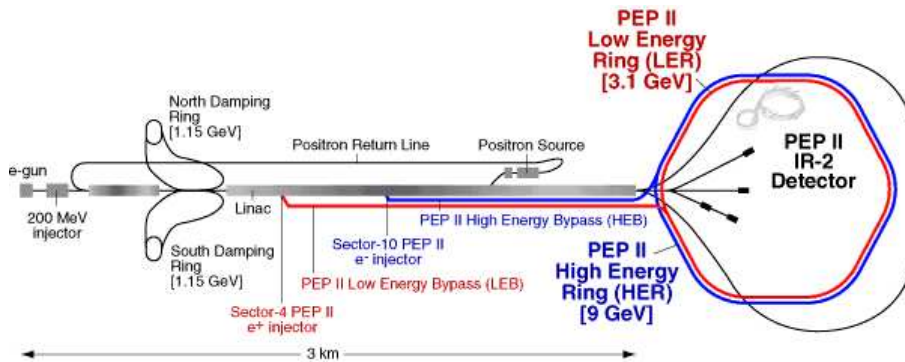 PEP II
Low Energy
Ring (LER)
[3.1 GeV]
North Damping
Ring
[1.15 GeV]
Positron Return Line
Positron Source
e-gun
PEP II
IR-2
Detector
200 MeV
injector
Linac
PEP II High Energy Bypass (HEB)
South Damping
Ring
[1.15 GeV]
Sector-10 PEP II
e- injector
PEP II Low Energy Bypass (LEB)
Sector-4 PEP II
e+ injector
PEP II
High Energy
Ring (HER)
[9 GeV]
3 km